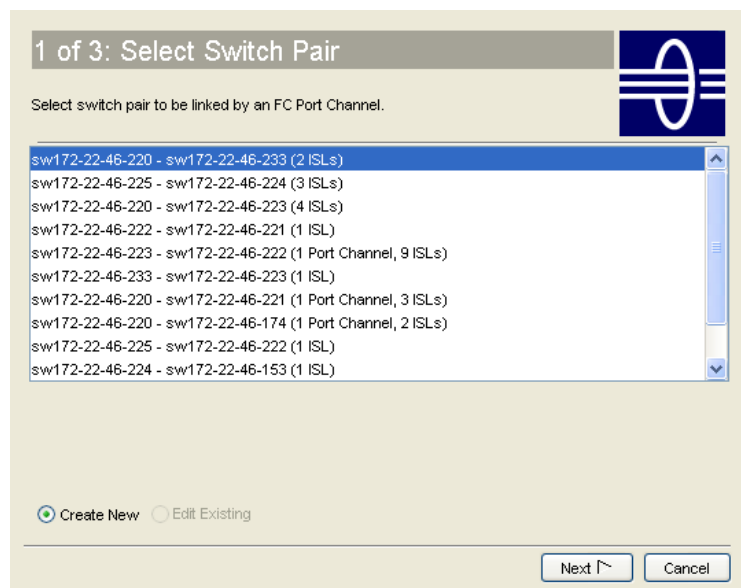 1 of 3: Select Switch Pair
Select switch pair to be linked by an FC Port Channel.
sw172-22-46-220 - sw172-22-46-233 (2 ISLs)
sw172-22-46-225 - sw172-22-46-224 (3 ISLs)
sw172-22-46-220 - sw172-22-46-223 (4 ISLs)
sw172-22-46-222 - sw172-22-46-221 (1 ISL)
sw172-22-46-223 - sw172-22-46-222 (1 Port Channel, 9 ISLs)
sw172-22-46-233 - sw172-22-46-223 (1 ISL)
sw172-22-46-220 - sw172-22-46-221 (1 Port Channel, 3 ISLs)
sw172-22-46-220 - sw172-22-46-174 (1 Port Channel, 2 ISLs)
sw172-22-46-225 - sw172-22-46-222 (1 ISL)
sw172-22-46-224 - sw172-22-46-153 (1 ISL)
Create New Edit Existing
Next Cancel